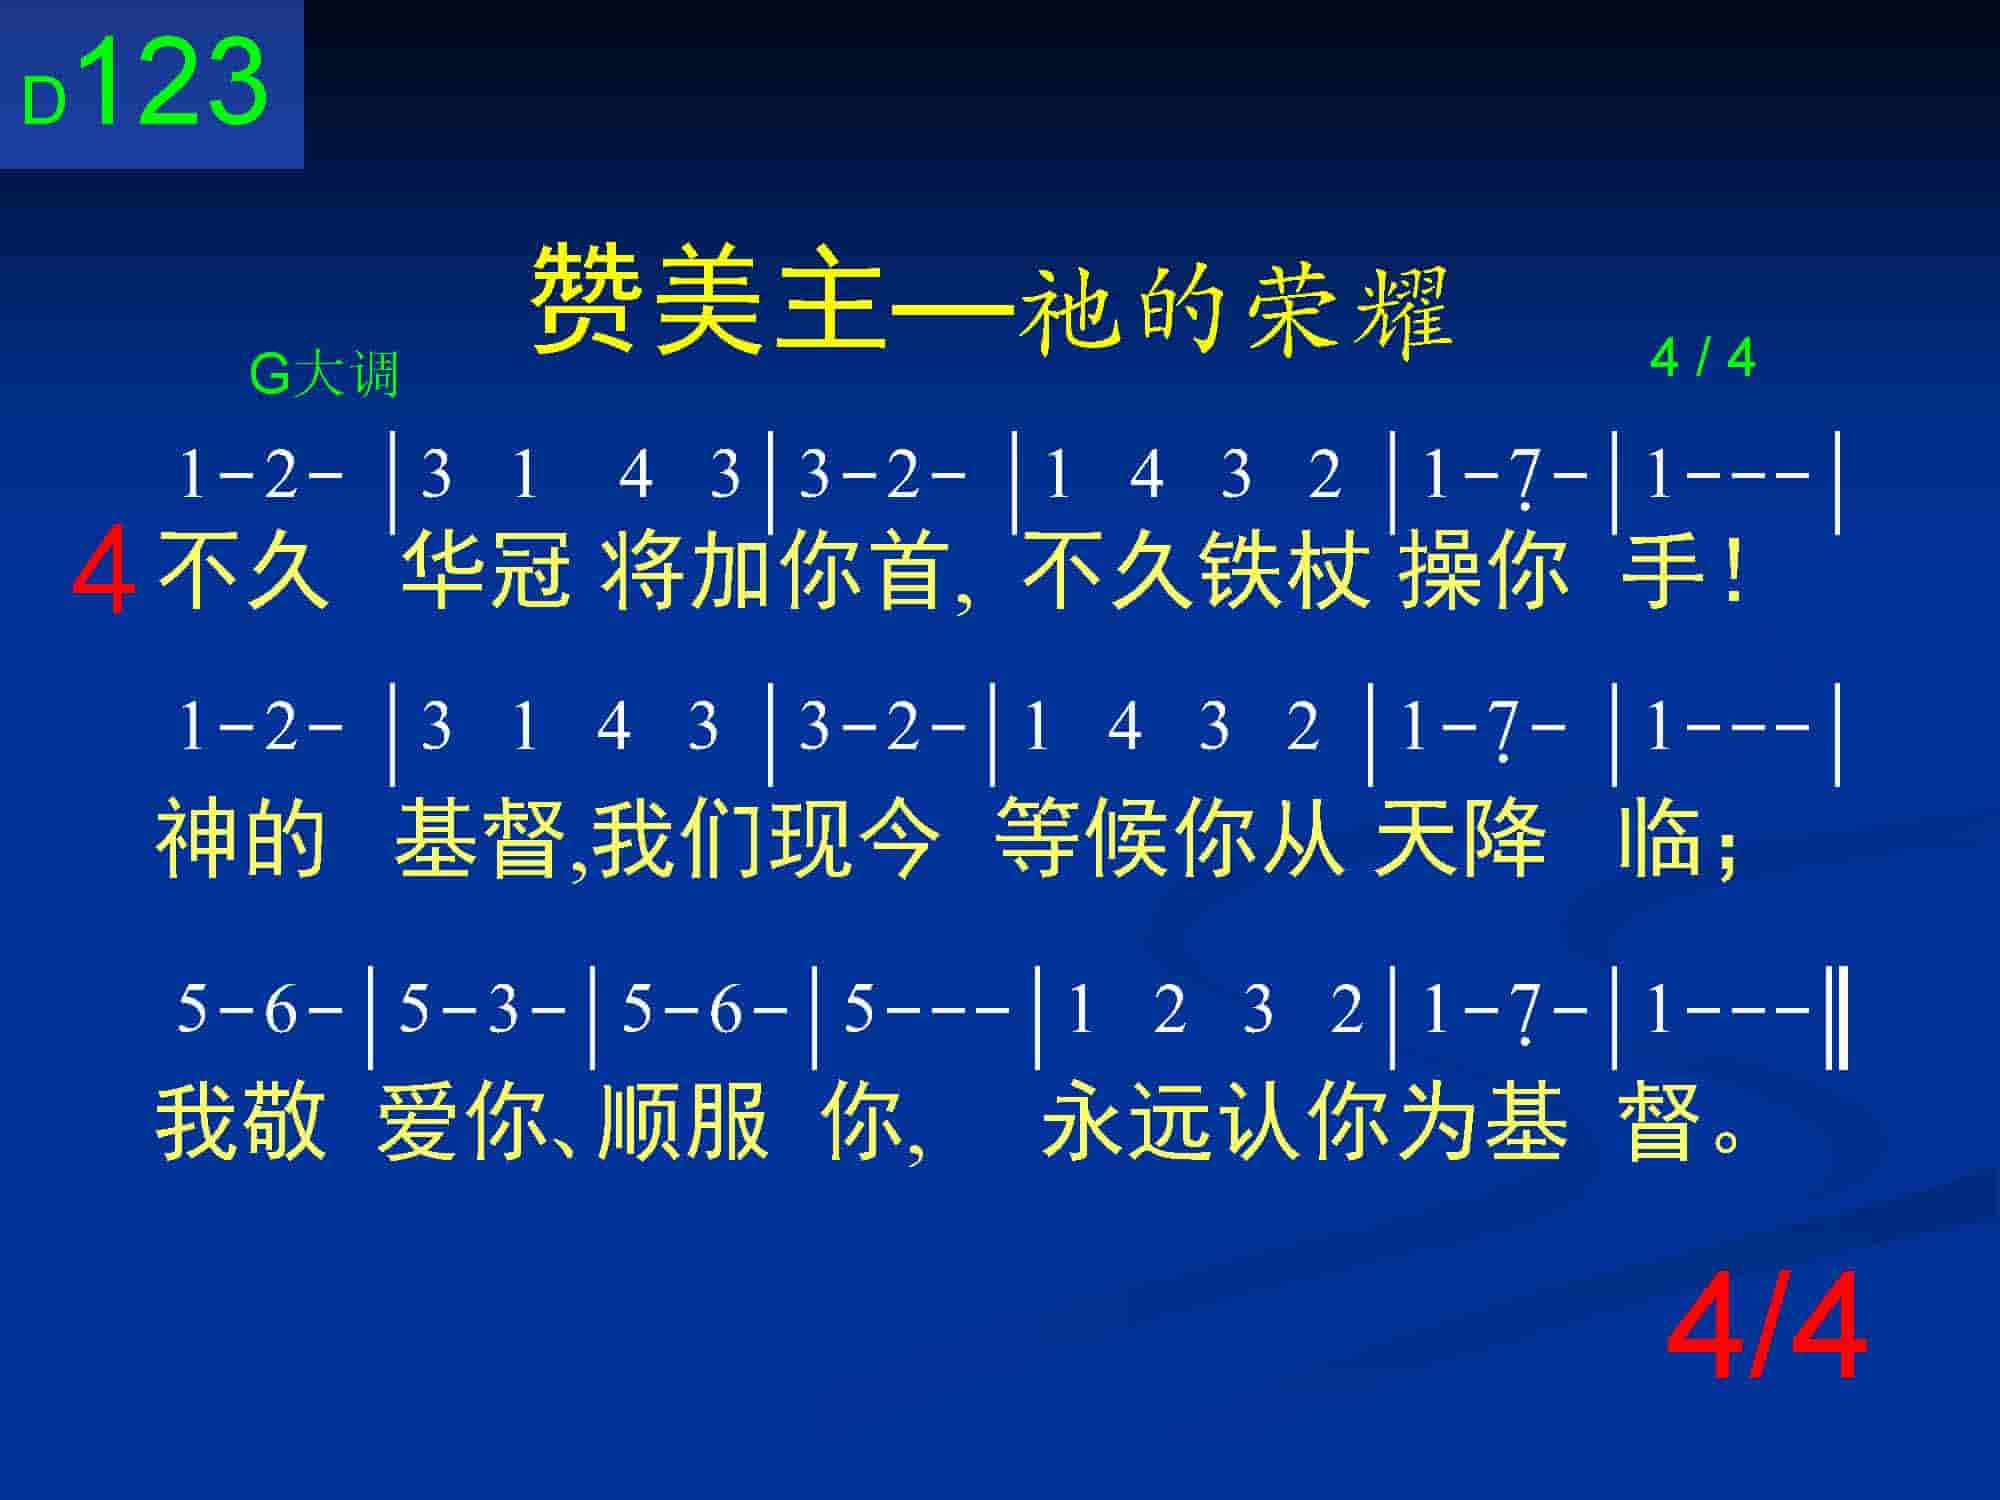 D123
赞美主—祂的荣耀
G大调 4 / 4
1-2- |3 1 4 3|3-2- |1 4 3 2 |1-7̣-|1---|
4 不久 华冠 将加你首, 不久铁杖 操你 手！
1-2- |3 1 4 3 |3-2-|1 4 3 2 |1-7̣- |1---|
神的 基督,我们现今 等候你从 天降 临；
5-6-|5-3-|5-6-|5---|1 2 3 2|1-7̣-|1---‖
我敬 爱你、顺服 你, 永远认你为基 督。
4/4